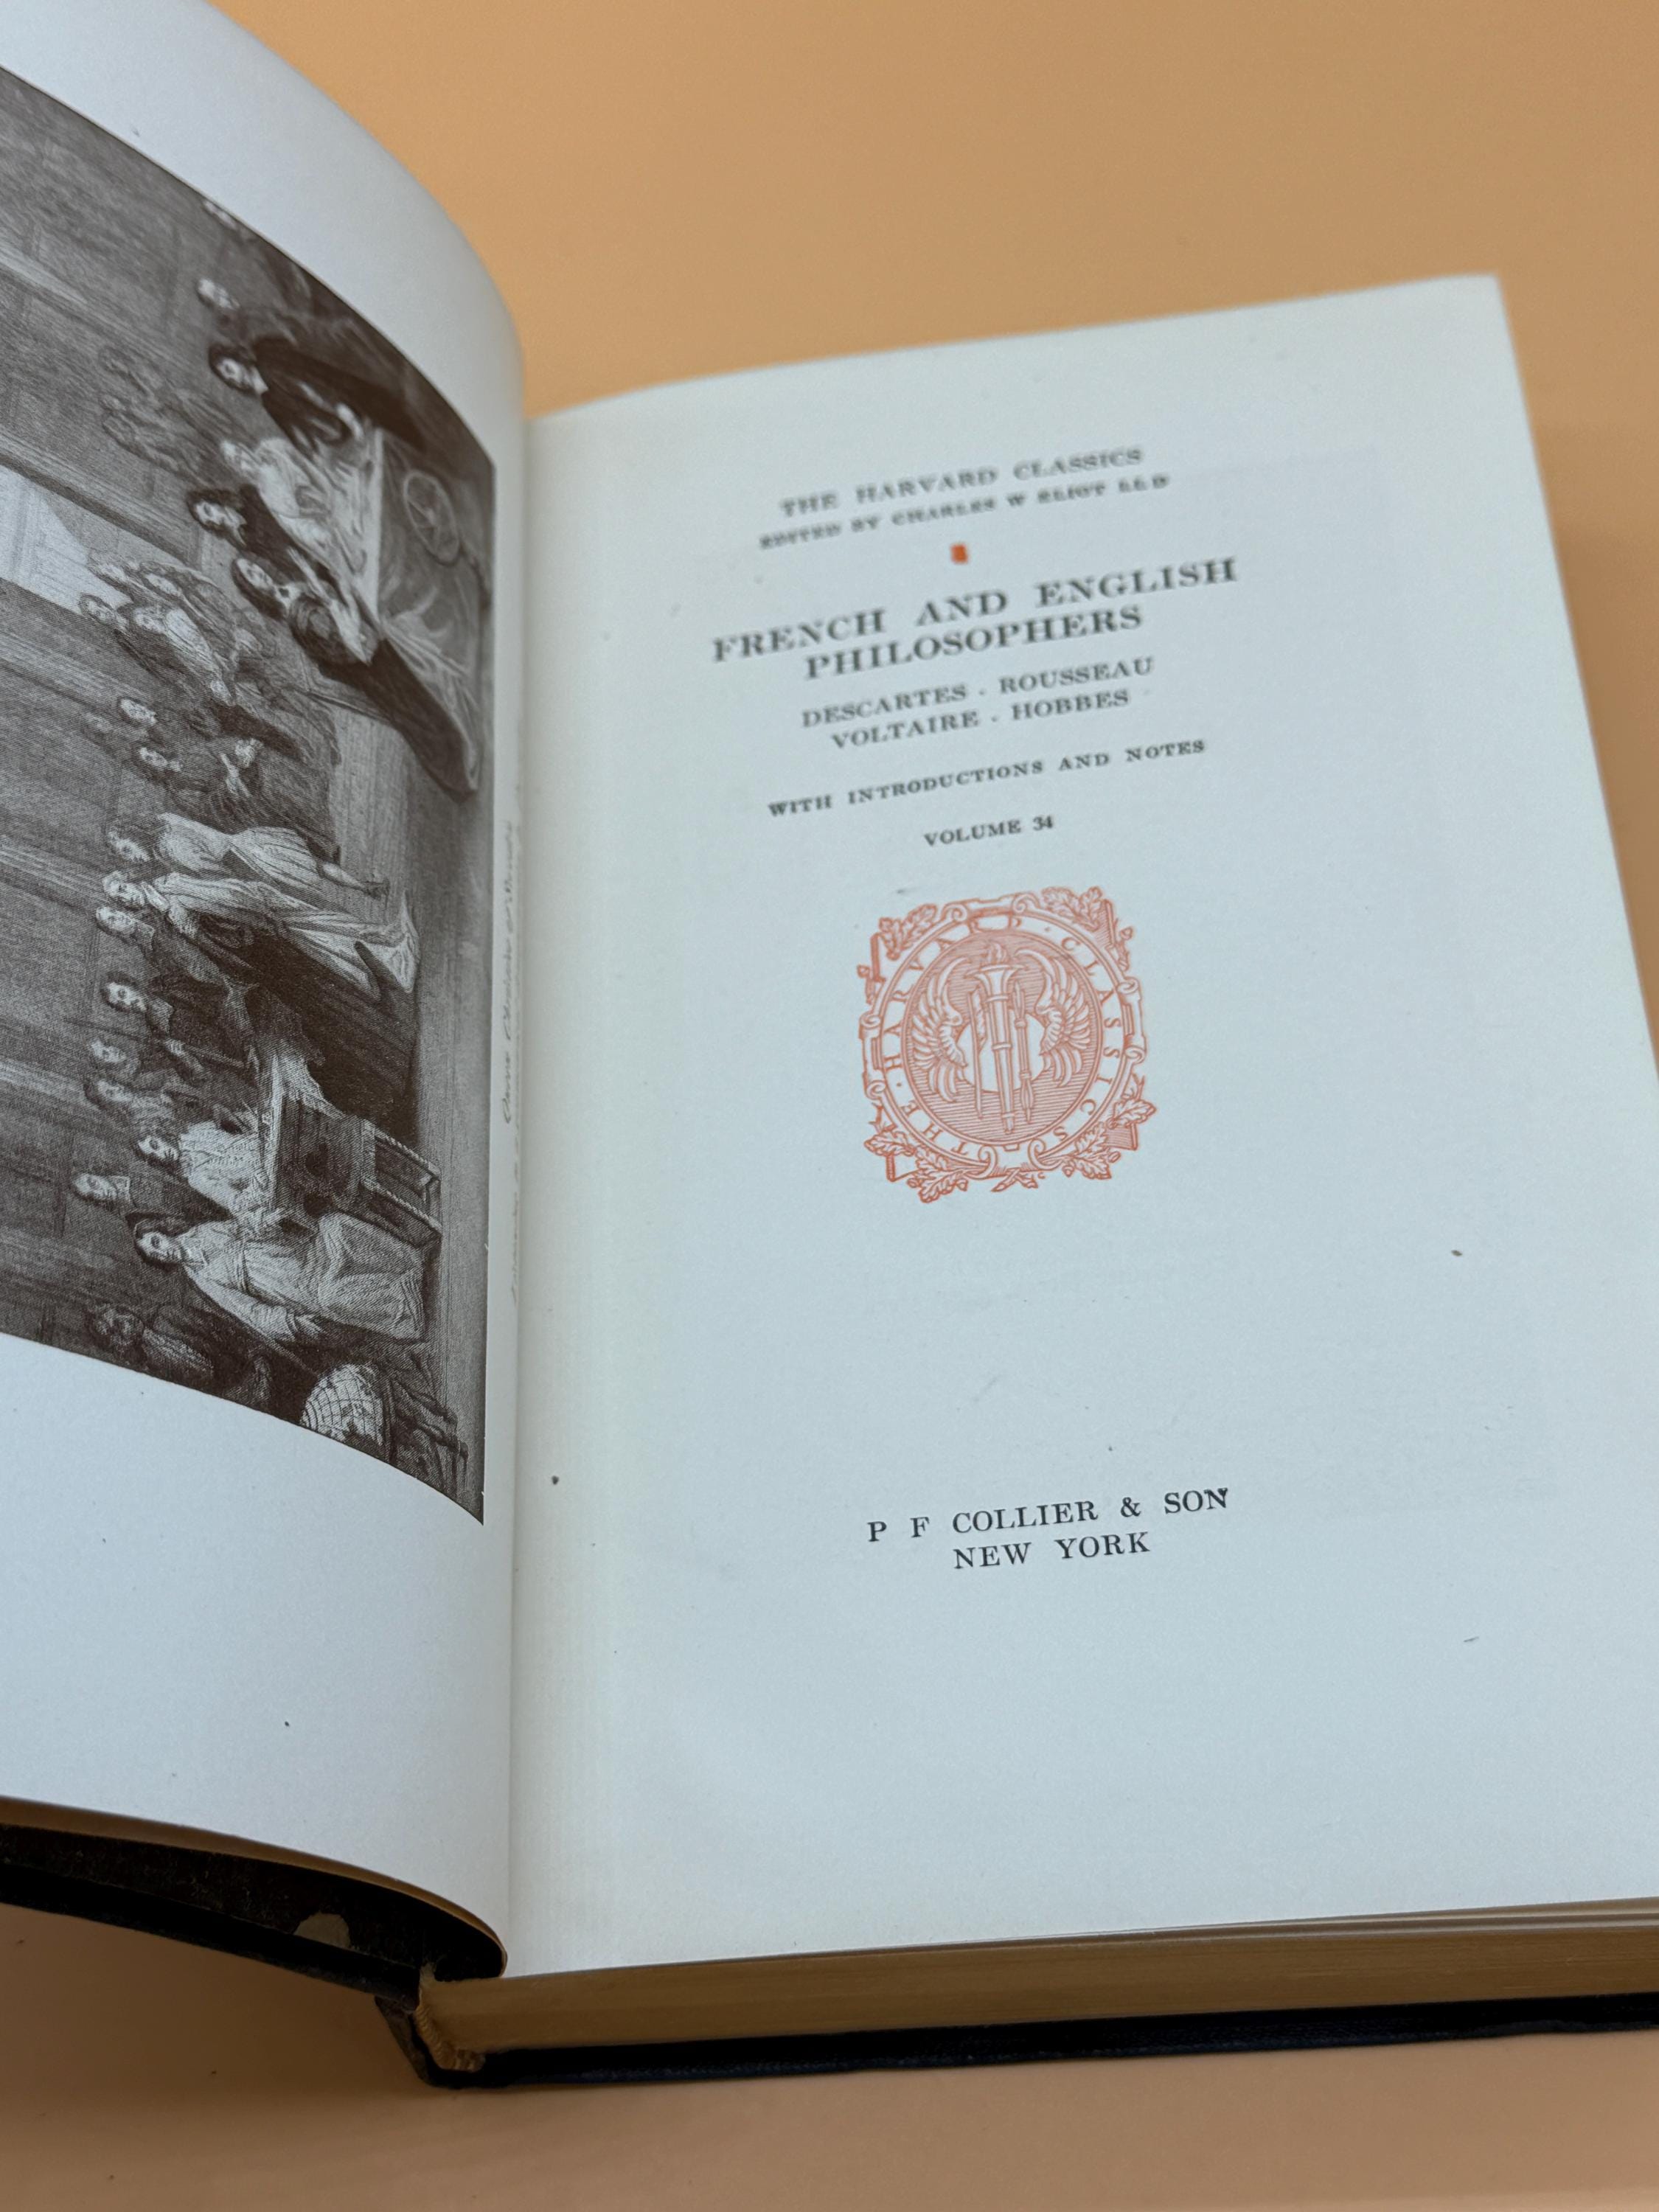 THE HARVARD CLASSICS
EDITED BY CHARLES W ELIOT LL D
FRENCH AND ENGLISH
PHILOSOPHERS
DESCARTES . ROUSSEAU
VOLTAIRE . HOBBES
WITH INTRODUCTIONS AND NOTES
VOLUME 34
THE · HARVARD · CLASSICS
P F COLLIER & SON
NEW YORK